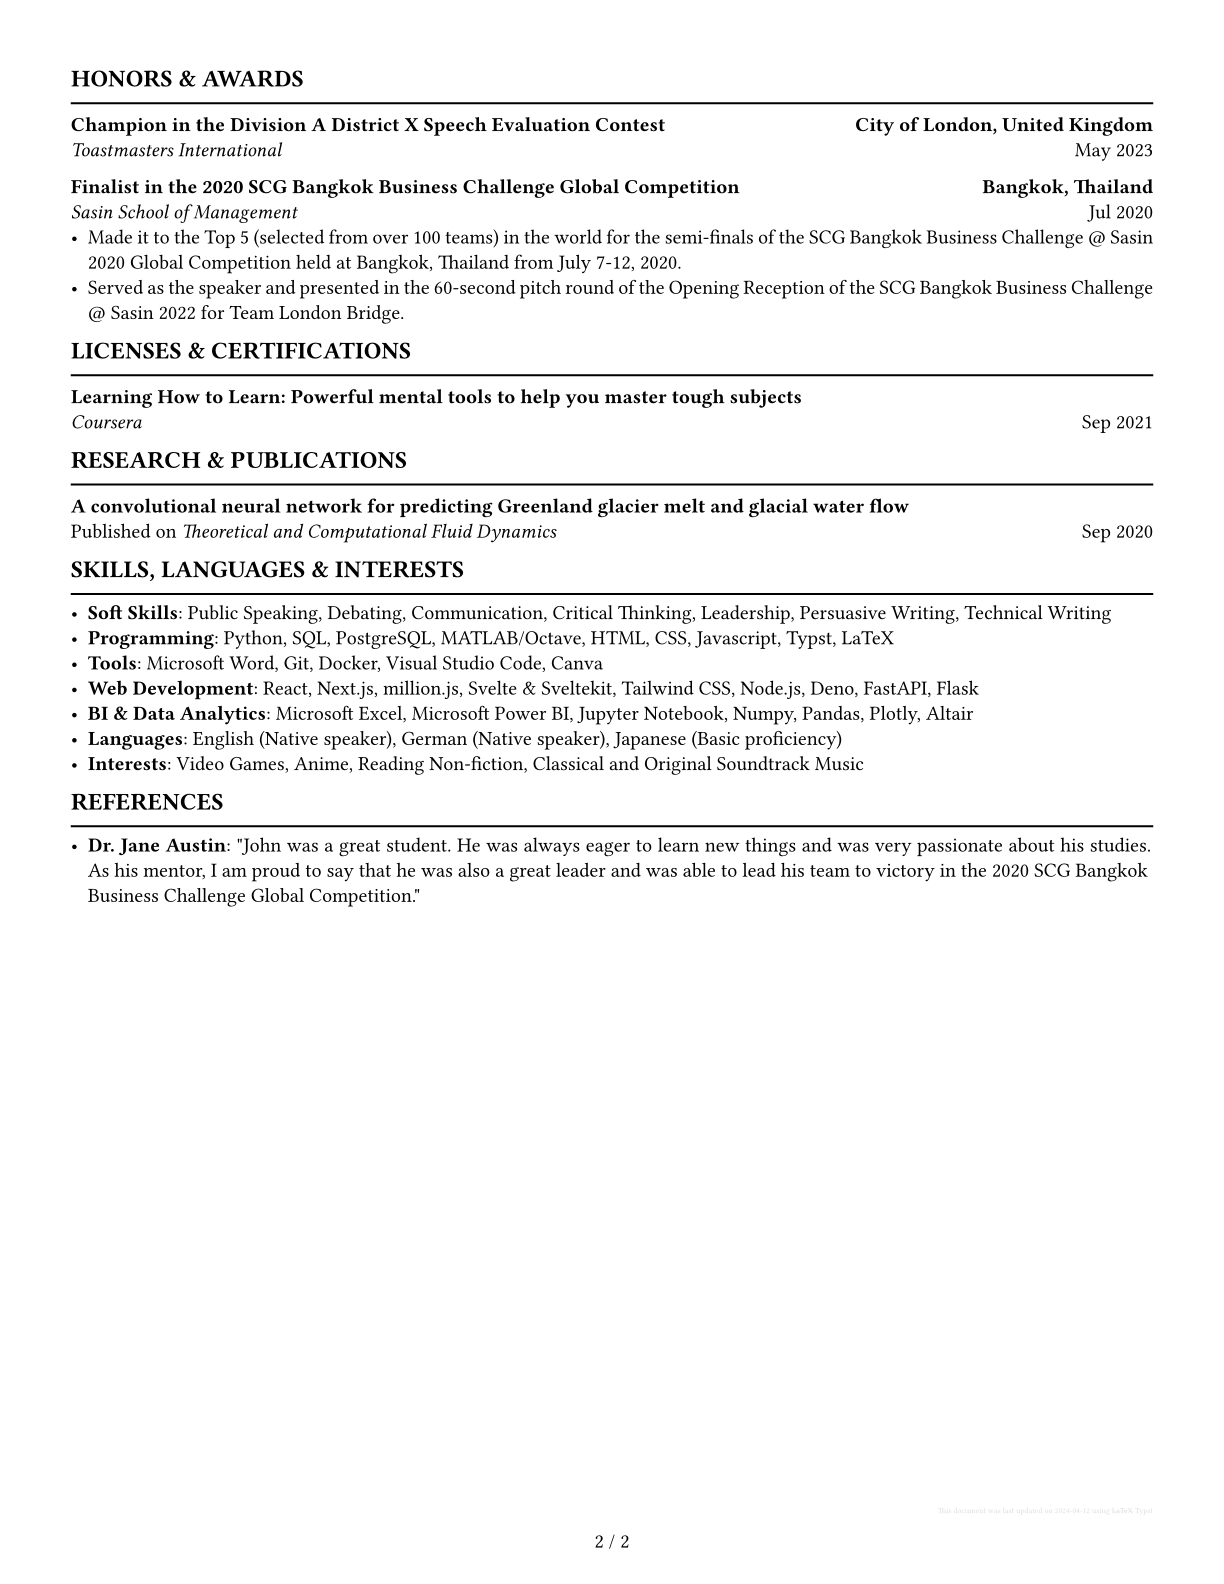 HONORS & AWARDS
Champion in the Division A District X Speech Evaluation Contest City of London, United Kingdom
Toastmasters International May 2023
Finalist in the 2020 SCG Bangkok Business Challenge Global Competition Bangkok, Thailand
Sasin School of Management Jul 2020
• Made it to the Top 5 (selected from over 100 teams) in the world for the semi-finals of the SCG Bangkok Business Challenge @ Sasin
2020 Global Competition held at Bangkok, Thailand from July 7-12, 2020.
• Served as the speaker and presented in the 60-second pitch round of the Opening Reception of the SCG Bangkok Business Challenge
@ Sasin 2022 for Team London Bridge.
LICENSES & CERTIFICATIONS
Learning How to Learn: Powerful mental tools to help you master tough subjects
Coursera Sep 2021
RESEARCH & PUBLICATIONS
A convolutional neural network for predicting Greenland glacier melt and glacial water flow
Published on Theoretical and Computational Fluid Dynamics Sep 2020
SKILLS, LANGUAGES & INTERESTS
• Soft Skills: Public Speaking, Debating, Communication, Critical Thinking, Leadership, Persuasive Writing, Technical Writing
• Programming: Python, SQL, PostgreSQL, MATLAB/Octave, HTML, CSS, Javascript, Typst, LaTeX
• Tools: Microsoft Word, Git, Docker, Visual Studio Code, Canva
• Web Development: React, Next.js, million.js, Svelte & Sveltekit, Tailwind CSS, Node.js, Deno, FastAPI, Flask
• BI & Data Analytics: Microsoft Excel, Microsoft Power BI, Jupyter Notebook, Numpy, Pandas, Plotly, Altair
• Languages: English (Native speaker), German (Native speaker), Japanese (Basic proficiency)
• Interests: Video Games, Anime, Reading Non-fiction, Classical and Original Soundtrack Music
REFERENCES
• Dr. Jane Austin: "John was a great student. He was always eager to learn new things and was very passionate about his studies.
As his mentor, I am proud to say that he was also a great leader and was able to lead his team to victory in the 2020 SCG Bangkok
Business Challenge Global Competition."
This document was last updated on using LaTeX Typst
2 / 2